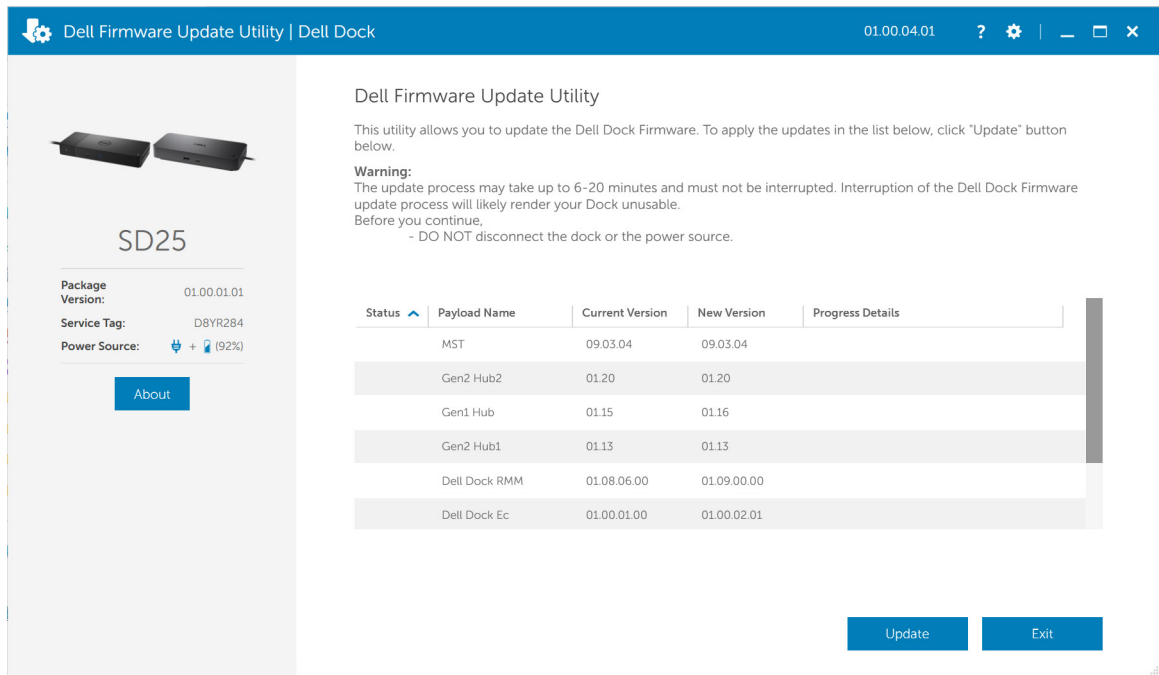 Dell Firmware Update Utility | Dell Dock
01.00.04.01
?
Dell Firmware Update Utility
This utility allows you to update the Dell Dock Firmware. To apply the updates in the list below, click "Update" button
below.
Warning:
The update process may take up to 6-20 minutes and must not be interrupted. Interruption of the Dell Dock Firmware
update process will likely render your Dock unusable.
Before you continue,
- DO NOT disconnect the dock or the power source.
SD25
Package
Version:
01.00.01.01
Service Tag: D8YR284
Power Source: + (92%)
About
Status Payload Name Current Version New Version Progress Details
MST 09.03.04 09.03.04
Gen2 Hub2 01.20 01.20
Gen1 Hub 01.15 01.16
Gen2 Hub1 01.13 01.13
Dell Dock RMM 01.08.06.00 01.09.00.00
Dell Dock Ec 01.00.01.00 01.00.02.01
Update Exit